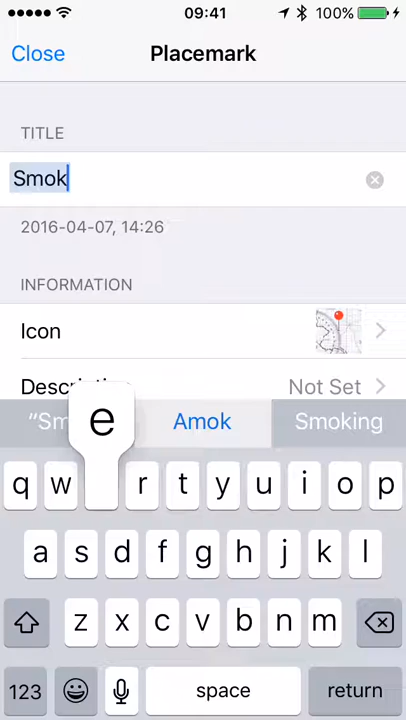 09:41 100%
Close Placemark
TITLE
Smok
2016-04-07, 14:26
INFORMATION
Icon
Not Set
“Sm Amok Smoking
e
q w r t y u i o p
a s d f g h j k l
z x c v b n m
123 space return